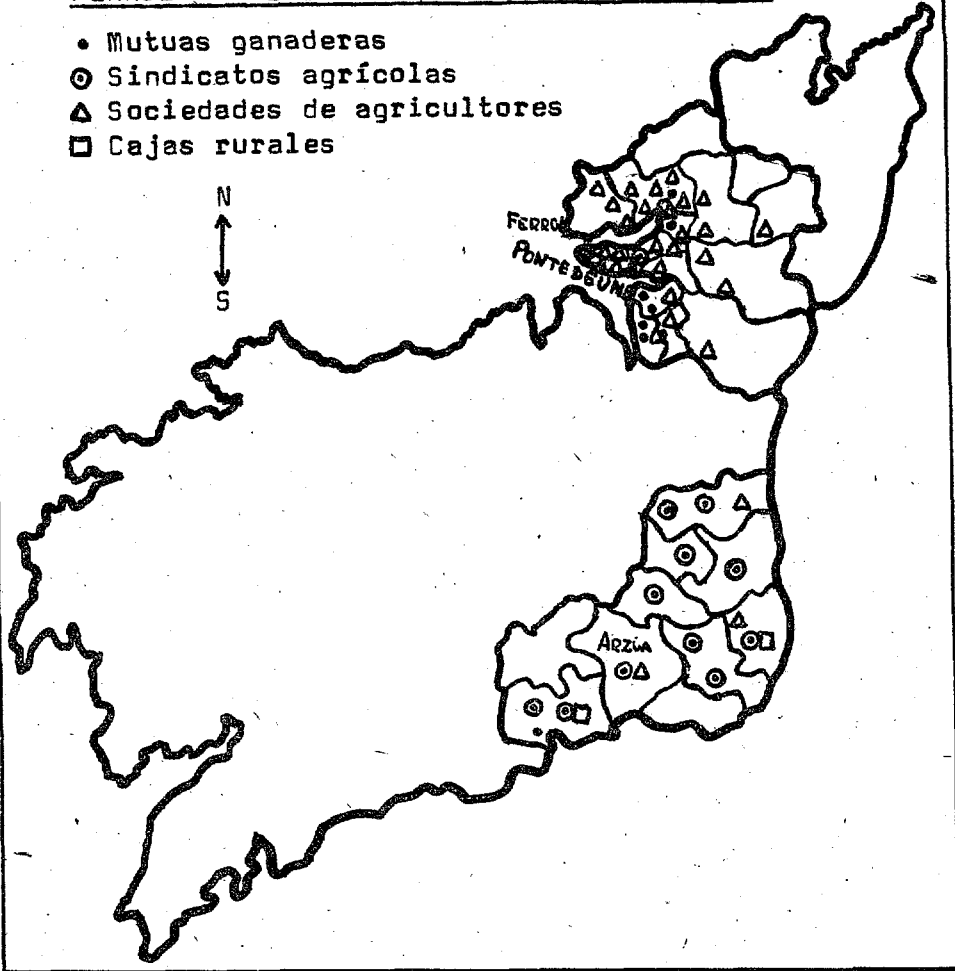 • Mutuas ganaderas
◎ Sindicatos agrícolas
△ Sociedades de agricultores
□ Cajas rurales
N
S
FERROL
PONTEDEUME
ARZÚA